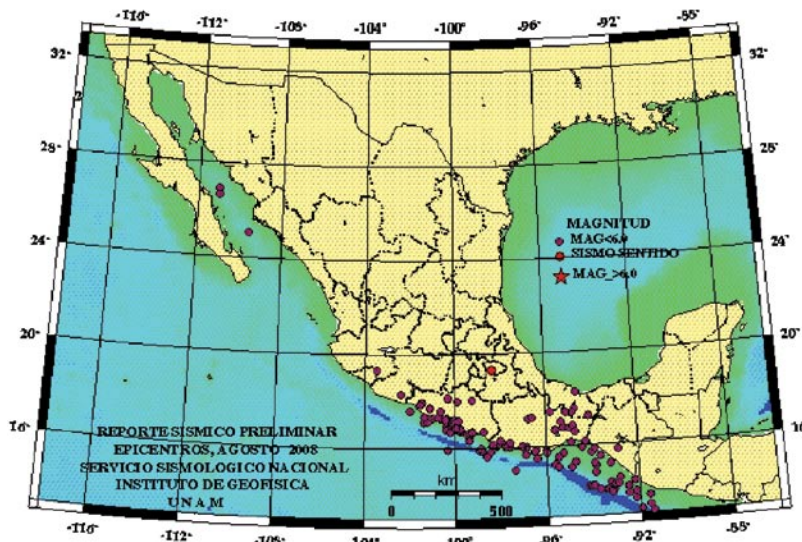 -116° -112° -108° -104° -100° -96° -92° -88°
32° 32°
28° 28°
24° 24°
MAGNITUD
MAG<6.0
SISMO SENTIDO
MAG_>6.0
20° 20°
16° 16°
REPORTE SISMICO PRELIMINAR
EPICENTROS, AGOSTO 2008
SERVICIO SISMOLOGICO NACIONAL
INSTITUTO DE GEOFISICA
U N A M
km
0 500
-116° -112° -108° -104° -100° -96° -92° -88°